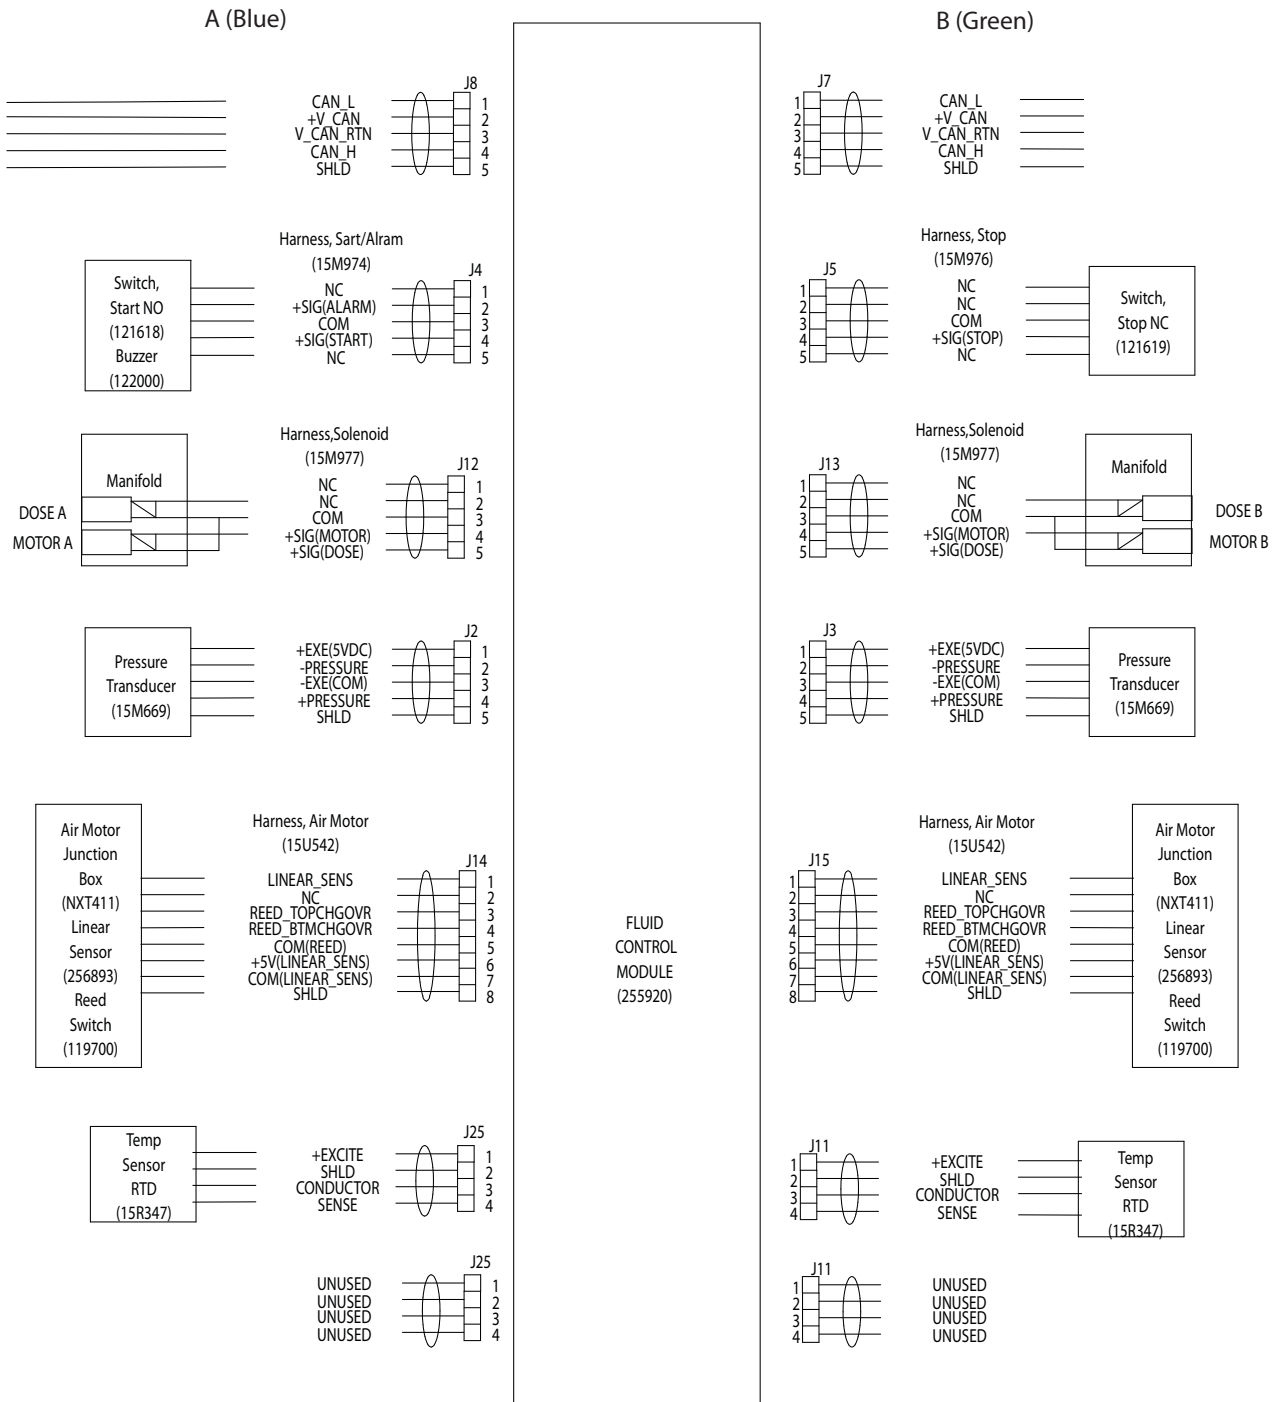 A (Blue)
B (Green)
J8
CAN_L
+V_CAN
V_CAN_RTN
CAN_H
SHLD
1
2
3
4
5
J7
1
2
3
4
5
CAN_L
+V_CAN
V_CAN_RTN
CAN_H
SHLD
Harness, Sart/Alram
(15M974)
J4
Switch,
Start NO
(121618)
Buzzer
(122000)
NC
+SIG(ALARM)
COM
+SIG(START)
NC
1
2
3
4
5
Harness, Stop
(15M976)
J5
1
2
3
4
5
NC
NC
COM
+SIG(STOP)
NC
Switch,
Stop NC
(121619)
Harness,Solenoid
(15M977)
J12
Manifold
DOSE A
MOTOR A
NC
NC
COM
+SIG(MOTOR)
+SIG(DOSE)
1
2
3
4
5
Harness,Solenoid
(15M977)
J13
1
2
3
4
5
NC
NC
COM
+SIG(MOTOR)
+SIG(DOSE)
Manifold
DOSE B
MOTOR B
J2
Pressure
Transducer
(15M669)
+EXE(5VDC)
-PRESSURE
-EXE(COM)
+PRESSURE
SHLD
1
2
3
4
5
J3
1
2
3
4
5
+EXE(5VDC)
-PRESSURE
-EXE(COM)
+PRESSURE
SHLD
Pressure
Transducer
(15M669)
Air Motor
Junction
Box
(NXT411)
Linear
Sensor
(256893)
Reed
Switch
(119700)
Harness, Air Motor
(15U542)
J14
LINEAR_SENS
NC
REED_TOPCHGOVR
REED_BTMCHGOVR
COM(REED)
+5V(LINEAR_SENS)
COM(LINEAR_SENS)
SHLD
1
2
3
4
5
6
7
8
FLUID
CONTROL
MODULE
(255920)
Harness, Air Motor
(15U542)
J15
1
2
3
4
5
6
7
8
LINEAR_SENS
NC
REED_TOPCHGOVR
REED_BTMCHGOVR
COM(REED)
+5V(LINEAR_SENS)
COM(LINEAR_SENS)
SHLD
Air Motor
Junction
Box
(NXT411)
Linear
Sensor
(256893)
Reed
Switch
(119700)
Temp
Sensor
RTD
(15R347)
J25
+EXCITE
SHLD
CONDUCTOR
SENSE
1
2
3
4
J11
1
2
3
4
+EXCITE
SHLD
CONDUCTOR
SENSE
Temp
Sensor
RTD
(15R347)
J25
UNUSED
UNUSED
UNUSED
UNUSED
1
2
3
4
J11
1
2
3
4
UNUSED
UNUSED
UNUSED
UNUSED